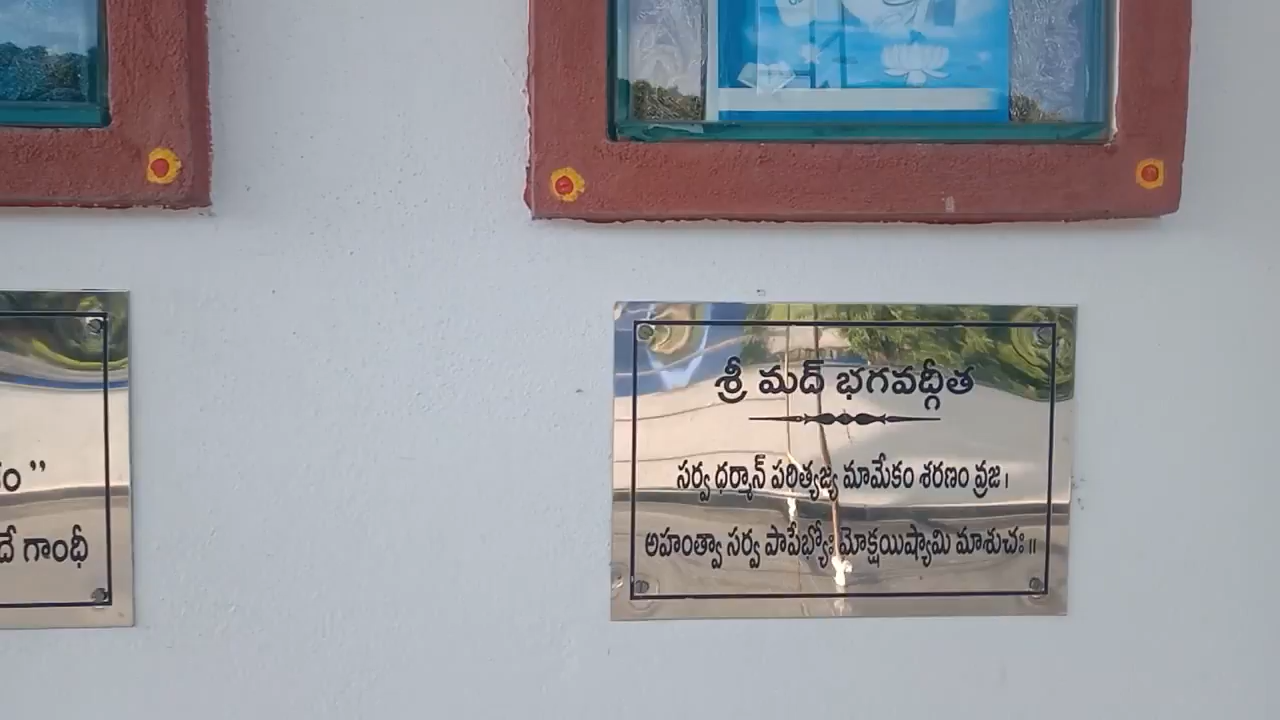 శ్రీ మద్ భగవద్గీత
సర్వ ధర్మాన్ పరిత్యజ్య మామేకం శరణం వ్రజ।
అహంత్వా సర్వ పాపేభ్యోః మోక్షయిష్యామి మాశుచః॥
గాంధీ